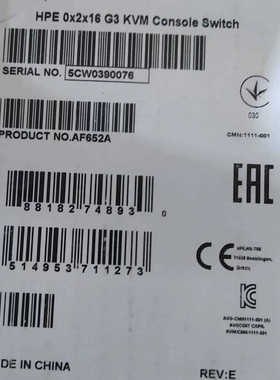 HPE 0x2x16 G3 KVM Console Switch
SERIAL NO. 5CW0390076
030
PRODUCT NO.AF652A
CMN:1111-001
EAC
88182 74893 0
CE
514953 711273
DE IN CHINA
REV:E